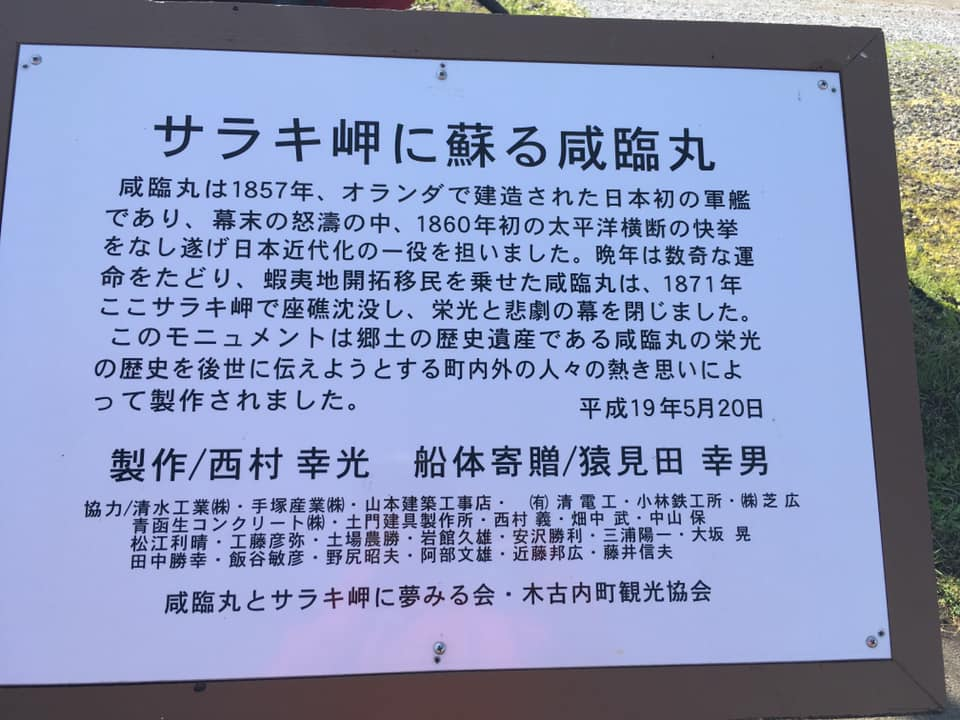 サラキ岬に蘇る咸臨丸
咸臨丸は1857年、オランダで建造された日本初の軍艦
であり、幕末の怒濤の中、1860年初の太平洋横断の快挙
をなし遂げ日本近代化の一役を担いました。晩年は数奇な運
命をたどり、蝦夷地開拓移民を乗せた咸臨丸は、1871年
ここサラキ岬で座礁沈没し、栄光と悲劇の幕を閉じました。
このモニュメントは郷土の歴史遺産である咸臨丸の栄光
の歴史を後世に伝えようとする町内外の人々の熱き思いによ
って製作されました。 平成19年5月20日
製作/西村 幸光 船体寄贈/猿見田 幸男
協力/清水工業㈱・手塚産業㈱・山本建築工事店・ ㈲ 清 電 工・小林鉄工所・㈱芝 広
青函生コンクリート㈱・土門建具製作所・西村 義・畑中 武・中山 保
松江利晴・工藤彦弥・土場農勝・岩館久雄・安沢勝利・三浦陽一・大坂 晃
田中勝幸・飯谷敏彦・野尻昭夫・阿部文雄・近藤邦広・藤井信夫
咸臨丸とサラキ岬に夢みる会・木古内町観光協会